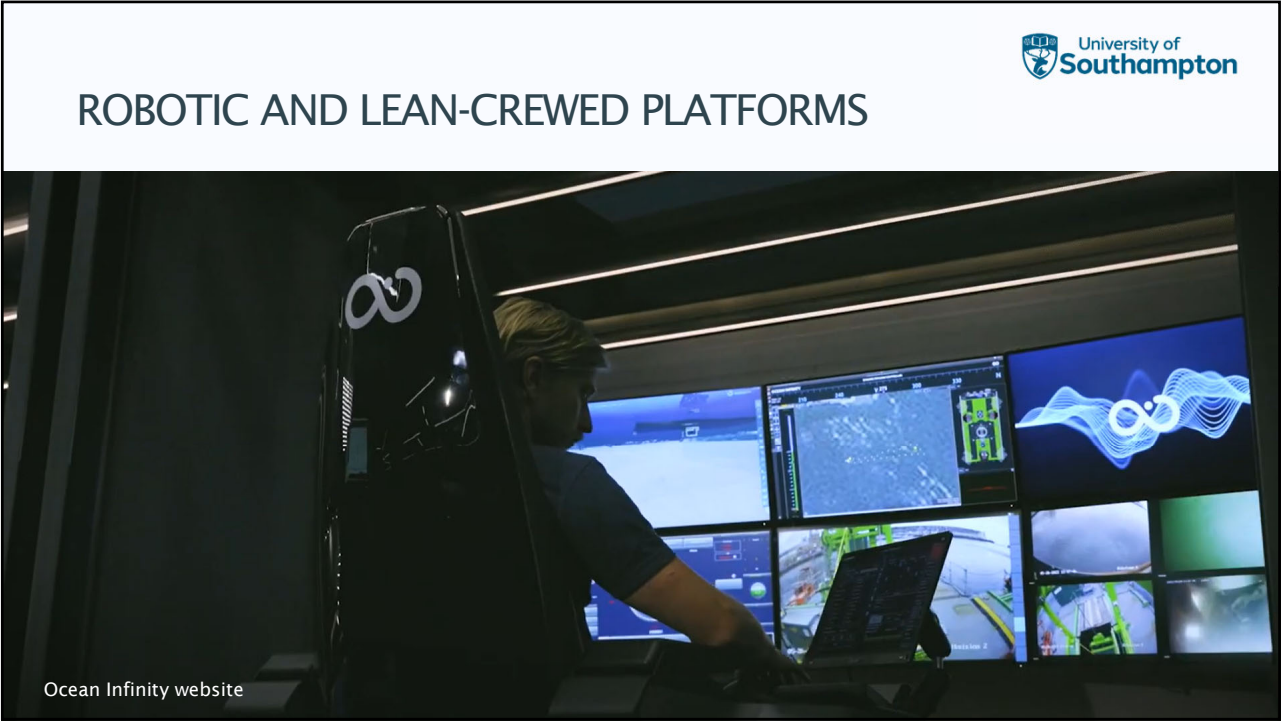 University of
Southampton
ROBOTIC AND LEAN-CREWED PLATFORMS
Ocean Infinity website